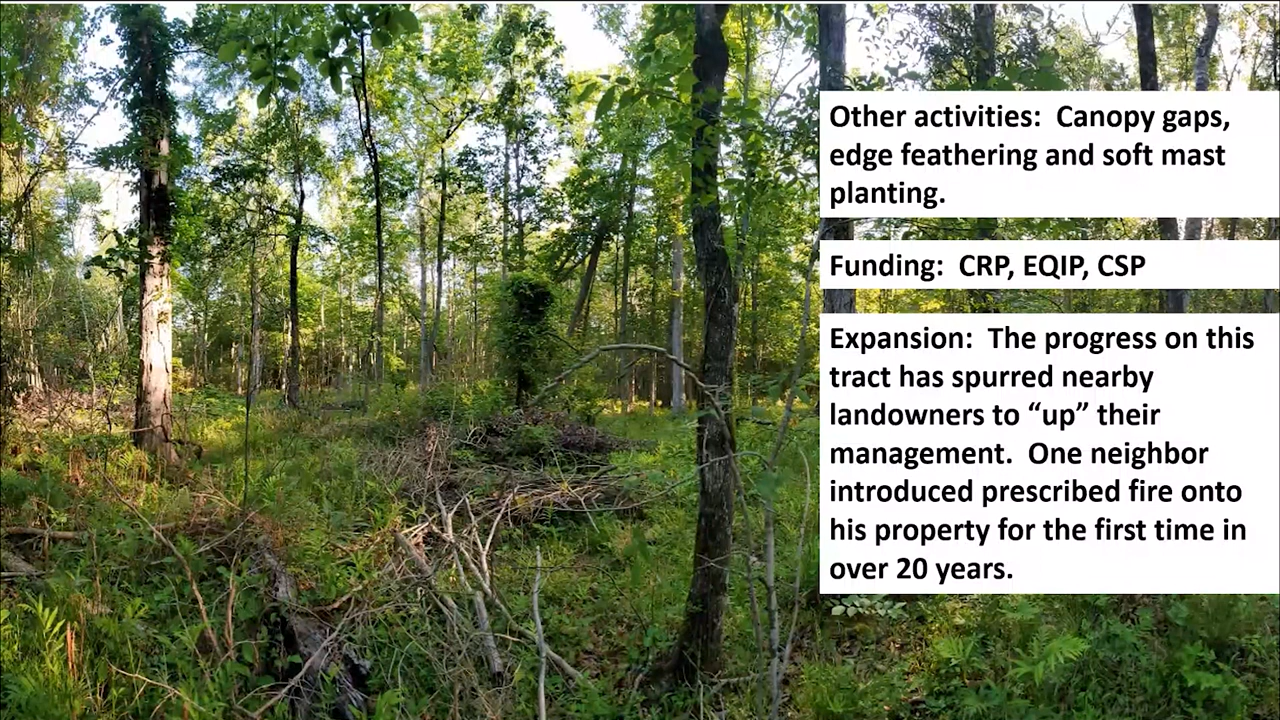 Other activities:  Canopy gaps,
edge feathering and soft mast
planting.
Funding:  CRP, EQIP, CSP
Expansion:  The progress on this
tract has spurred nearby
landowners to “up” their
management.  One neighbor
introduced prescribed fire onto
his property for the first time in
over 20 years.